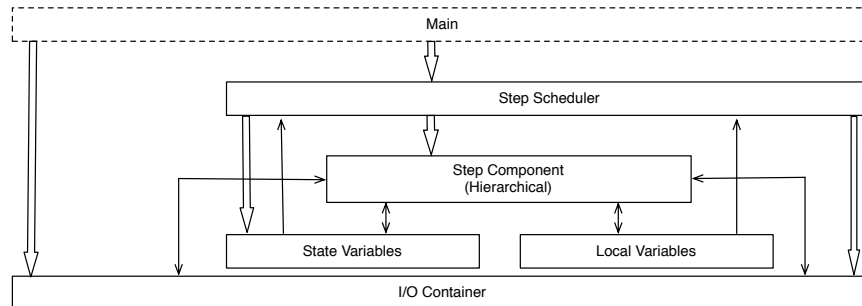 Main
Step Scheduler
Step Component
(Hierarchical)
State Variables
Local Variables
I/O Container